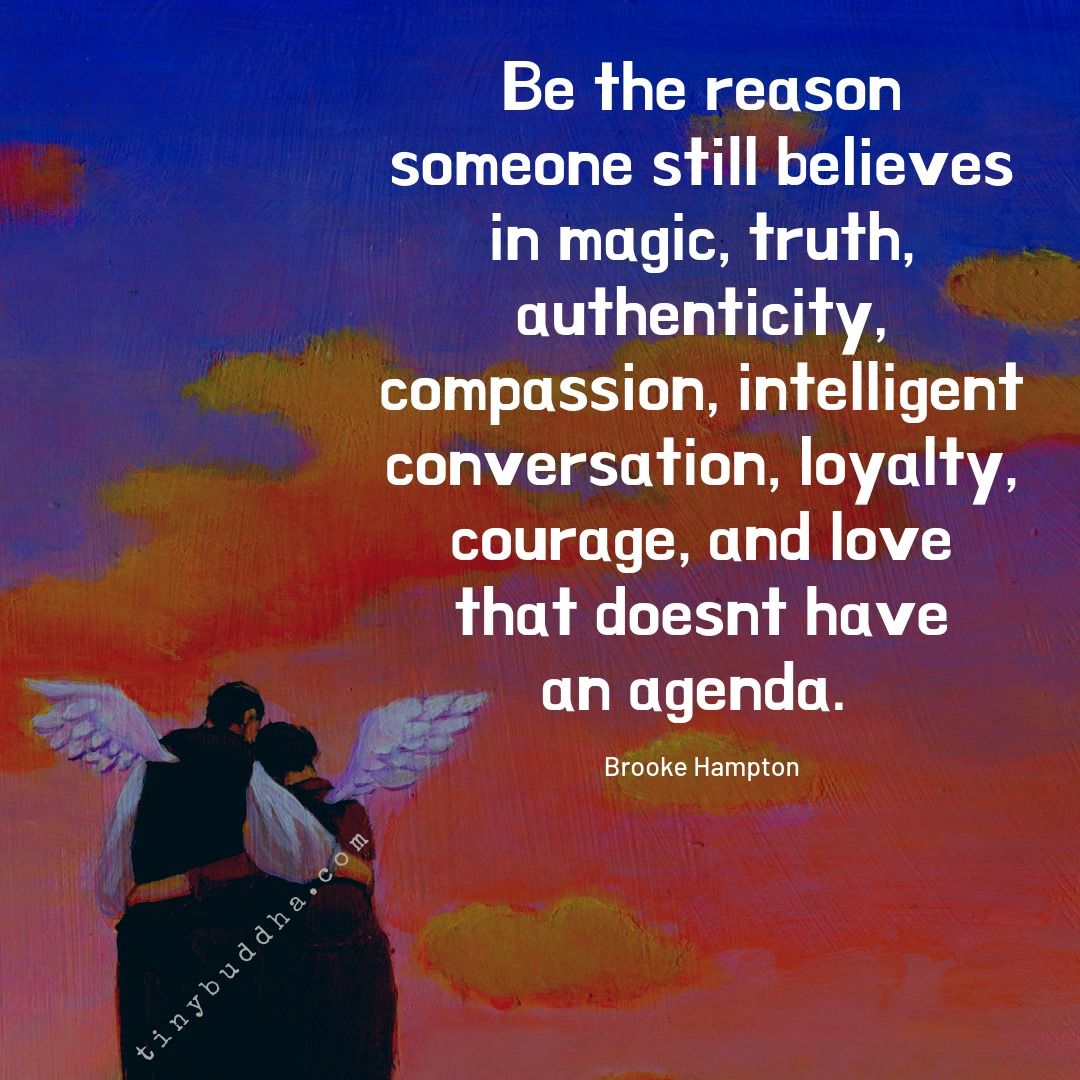 Be the reason
someone still believes
in magic, truth,
authenticity,
compassion, intelligent
conversation, loyalty,
courage, and love
that doesnt have
an agenda.
Brooke Hampton
tinybuddha.com